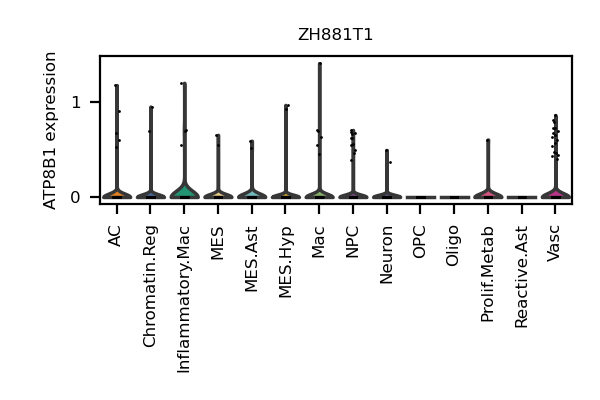 ZH881T1
ATP8B1 expression
1
0
AC
Chromatin.Reg
Inflammatory.Mac
MES
MES.Ast
MES.Hyp
Mac
NPC
Neuron
OPC
Oligo
Prolif.Metab
Reactive.Ast
Vasc